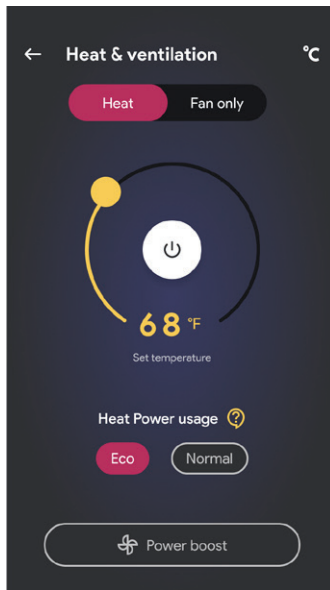 Heat & ventilation °C
Heat Fan only
68 °F
Set temperature
Heat Power usage ?
Eco Normal
Power boost